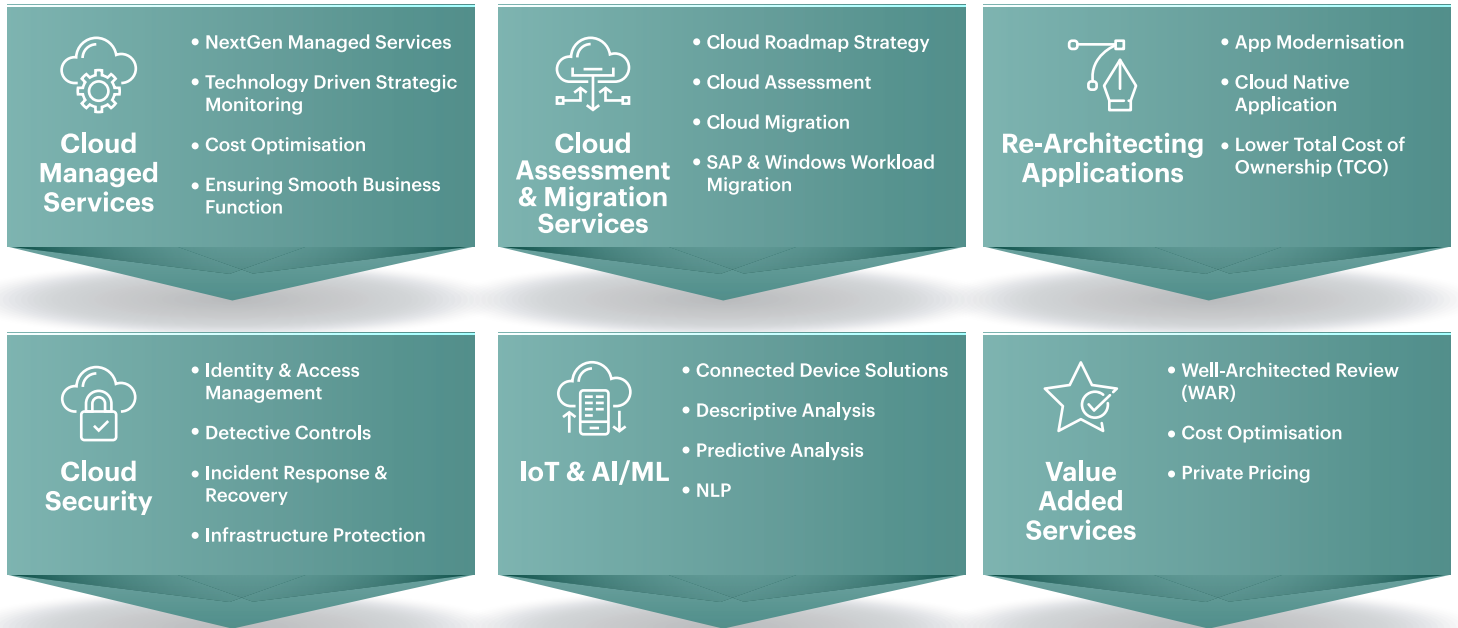 Cloud
Managed
Services
• NextGen Managed Services
• Technology Driven Strategic
Monitoring
• Cost Optimisation
• Ensuring Smooth Business
Function
Cloud
Assessment
& Migration
Services
• Cloud Roadmap Strategy
• Cloud Assessment
• Cloud Migration
• SAP & Windows Workload
Migration
Re-Architecting
Applications
• App Modernisation
• Cloud Native
Application
• Lower Total Cost of
Ownership (TCO)
Cloud
Security
• Identity & Access
Management
• Detective Controls
• Incident Response &
Recovery
• Infrastructure Protection
IoT & AI/ML
• Connected Device Solutions
• Descriptive Analysis
• Predictive Analysis
• NLP
Value
Added
Services
• Well-Architected Review
(WAR)
• Cost Optimisation
• Private Pricing